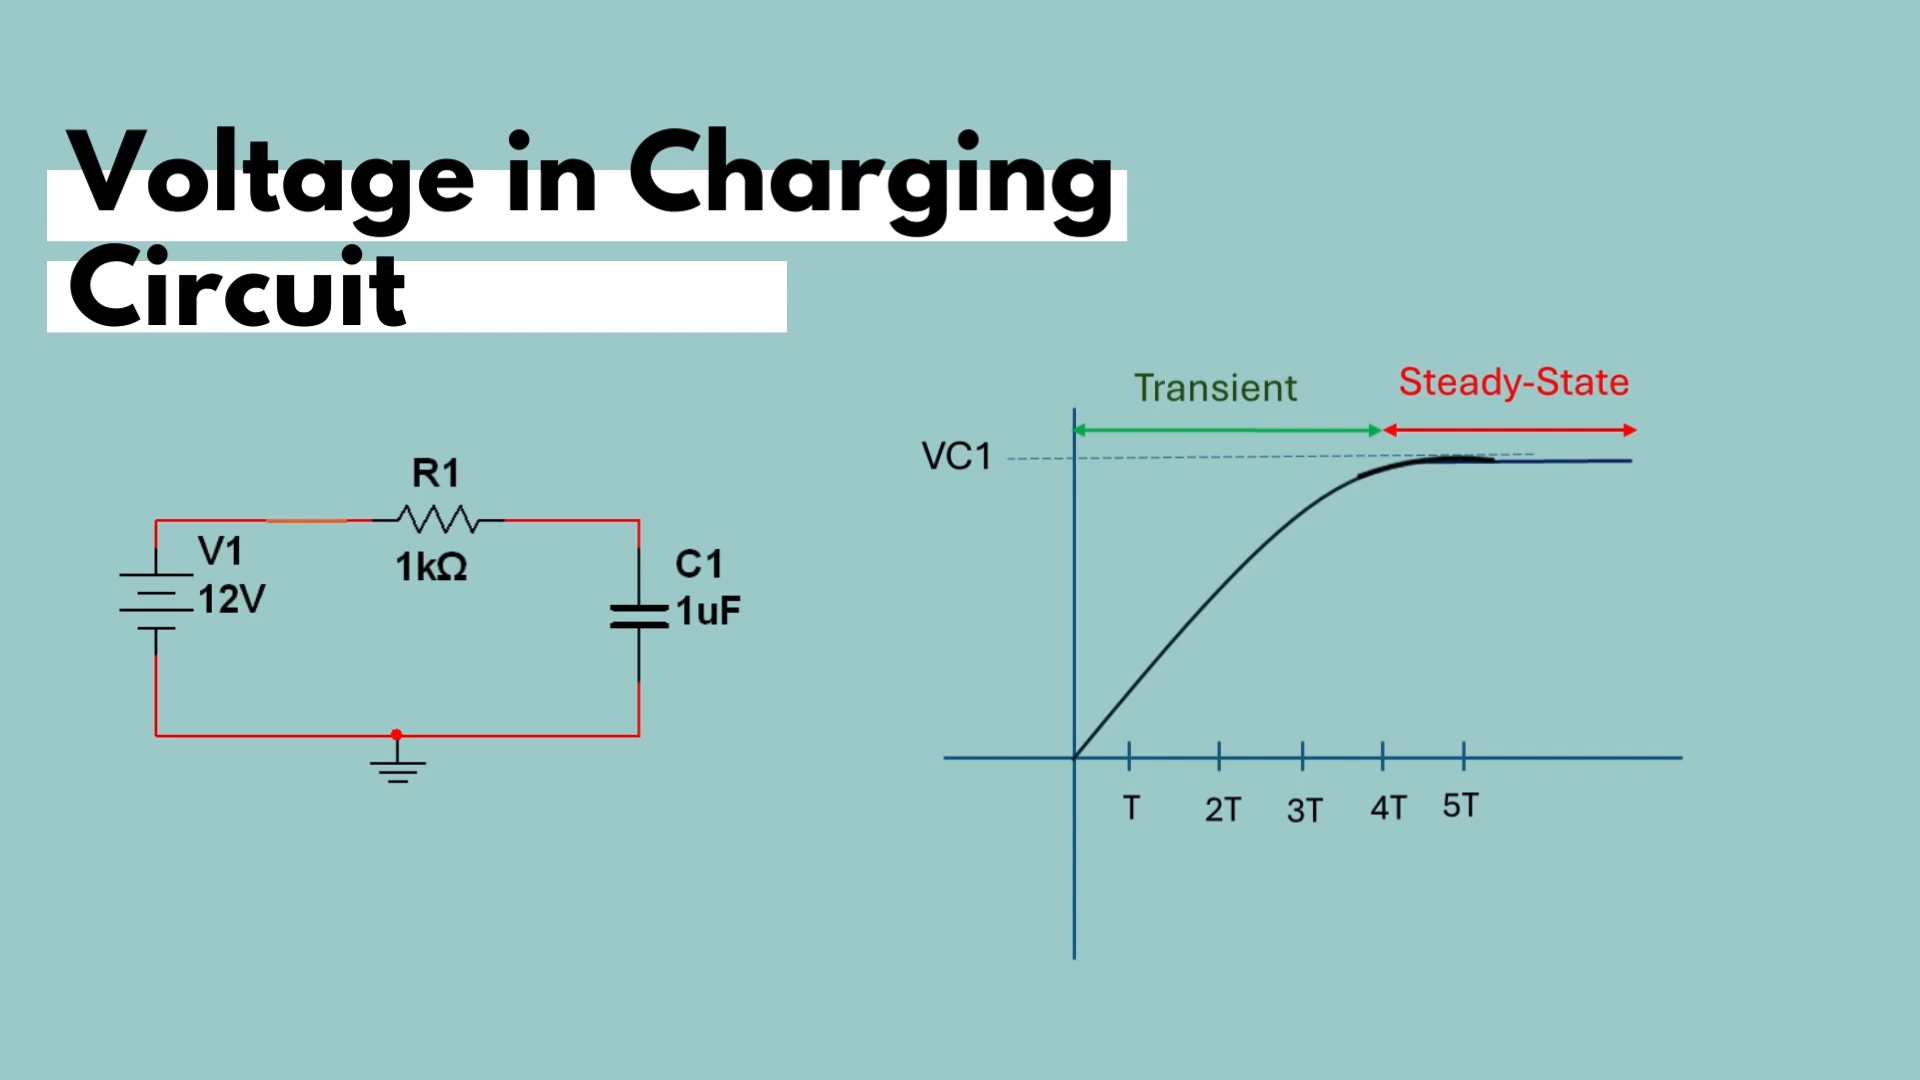 Voltage in Charging
Circuit
Transient
Steady-State
VC1
R1
1kΩ
V1
12V
C1
1uF
T 2T 3T 4T 5T